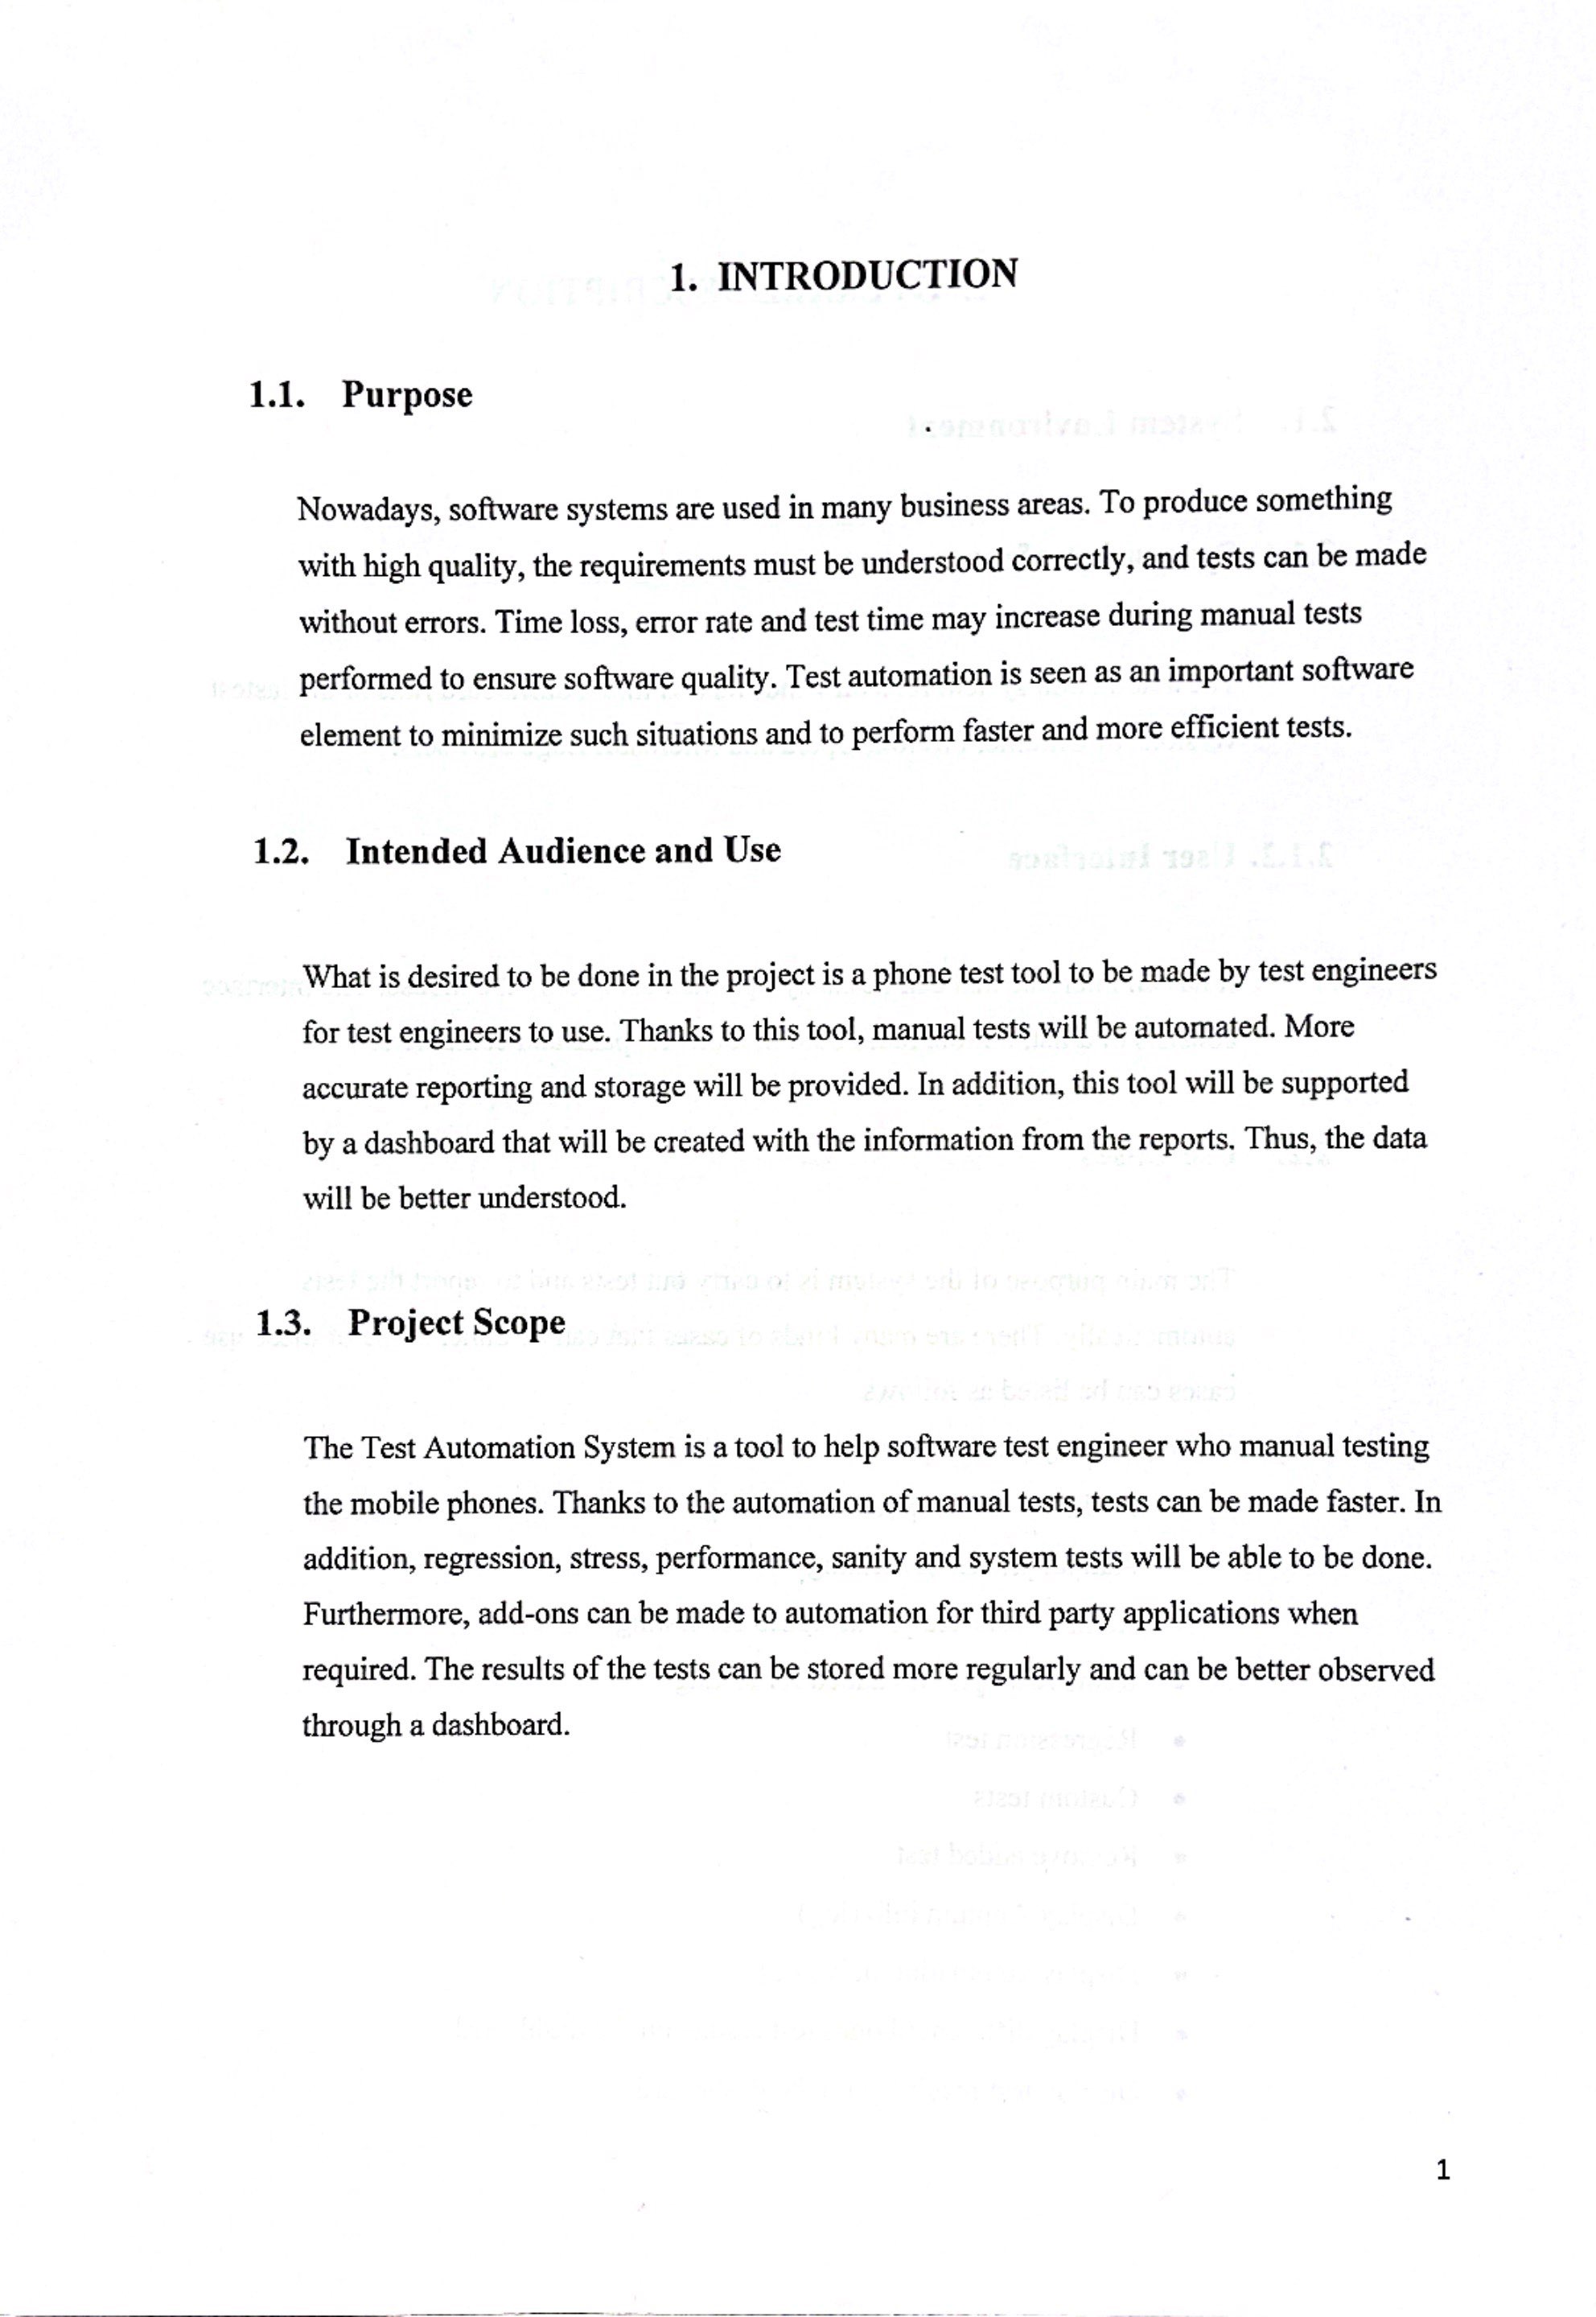 1. INTRODUCTION
1.1. Purpose
Nowadays, software systems are used in many business areas. To produce something
with high quality, the requirements must be understood correctly, and tests can be made
without errors. Time loss, error rate and test time may increase during manual tests
performed to ensure software quality. Test automation is seen as an important software
element to minimize such situations and to perform faster and more efficient tests.
1.2. Intended Audience and Use
What is desired to be done in the project is a phone test tool to be made by test engineers
for test engineers to use. Thanks to this tool, manual tests will be automated. More
accurate reporting and storage will be provided. In addition, this tool will be supported
by a dashboard that will be created with the information from the reports. Thus, the data
will be better understood.
1.3. Project Scope
The Test Automation System is a tool to help software test engineer who manual testing
the mobile phones. Thanks to the automation of manual tests, tests can be made faster. In
addition, regression, stress, performance, sanity and system tests will be able to be done.
Furthermore, add-ons can be made to automation for third party applications when
required. The results of the tests can be stored more regularly and can be better observed
through a dashboard.
1